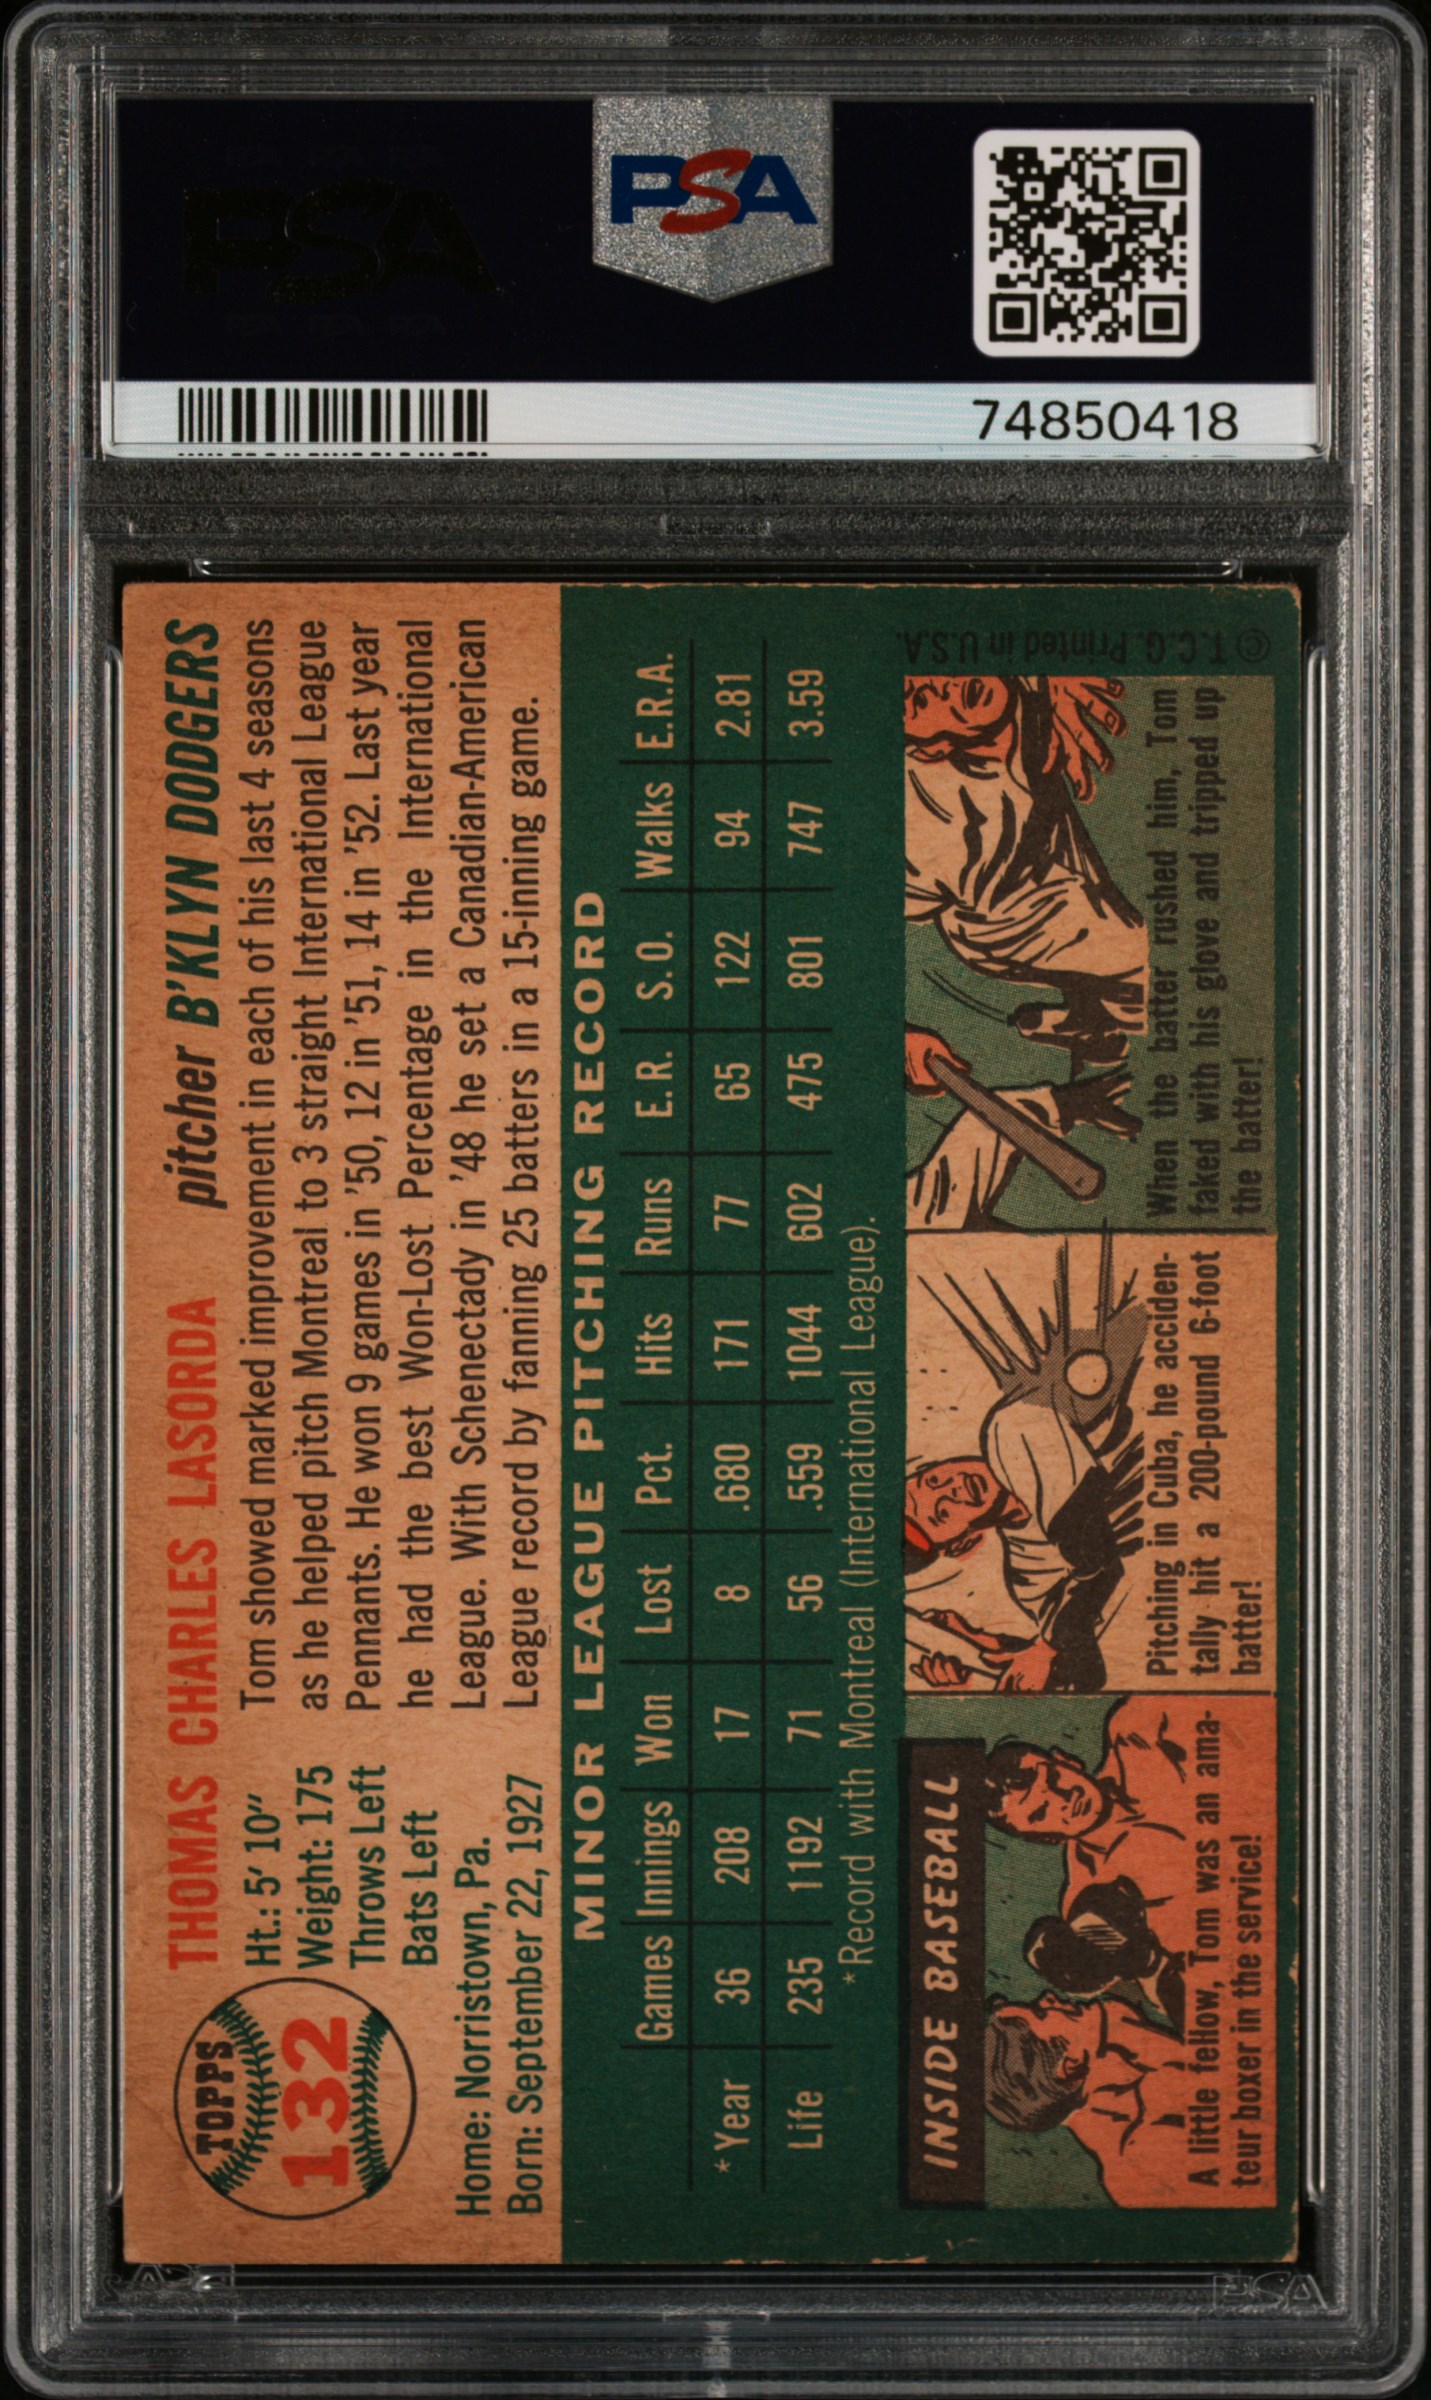 PSA
PSA
74850418
TOPPS
132
THOMAS CHARLES LASORDA pitcher B'KLYN DODGERS
Ht.: 5' 10"
Weight: 175
Throws Left
Bats Left
Home: Norristown, Pa.
Born: September 22, 1927
Tom showed marked improvement in each of his last 4 seasons
as he helped pitch Montreal to 3 straight International League
Pennants. He won 9 games in '50, 12 in '51, 14 in '52. Last year
he had the best Won-Lost Percentage in the International
League. With Schenectady in '48 he set a Canadian-American
League record by fanning 25 batters in a 15-inning game.
MINOR LEAGUE PITCHING RECORD
Games Innings Won Lost Pct. Hits Runs E.R. S.O. Walks E.R.A.
*Year 36 208 17 8 .680 171 77 65 122 94 2.81
Life 235 1192 71 56 .559 1044 602 475 801 747 3.59
*Record with Montreal (International League).
INSIDE BASEBALL
A little fellow, Tom was an ama-
teur boxer in the service!
Pitching in Cuba, he acciden-
tally hit a 200-pound 6-foot
batter!
When the batter rushed him, Tom
faked with his glove and tripped up
the batter!
© T.C.G. Printed in U.S.A.
PSA
PSA